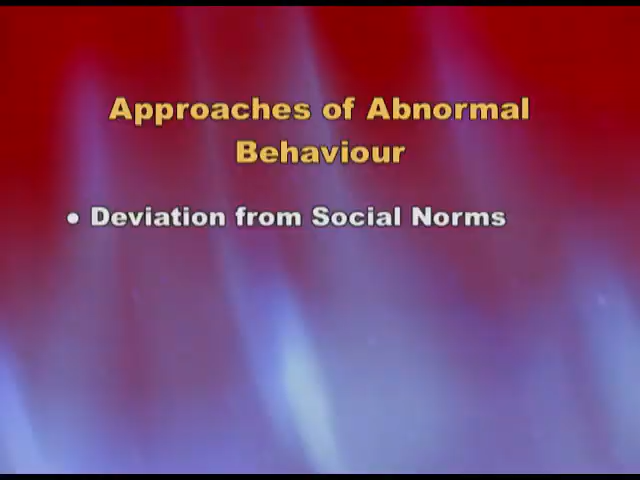 Approaches of Abnormal
Behaviour
● Deviation from Social Norms